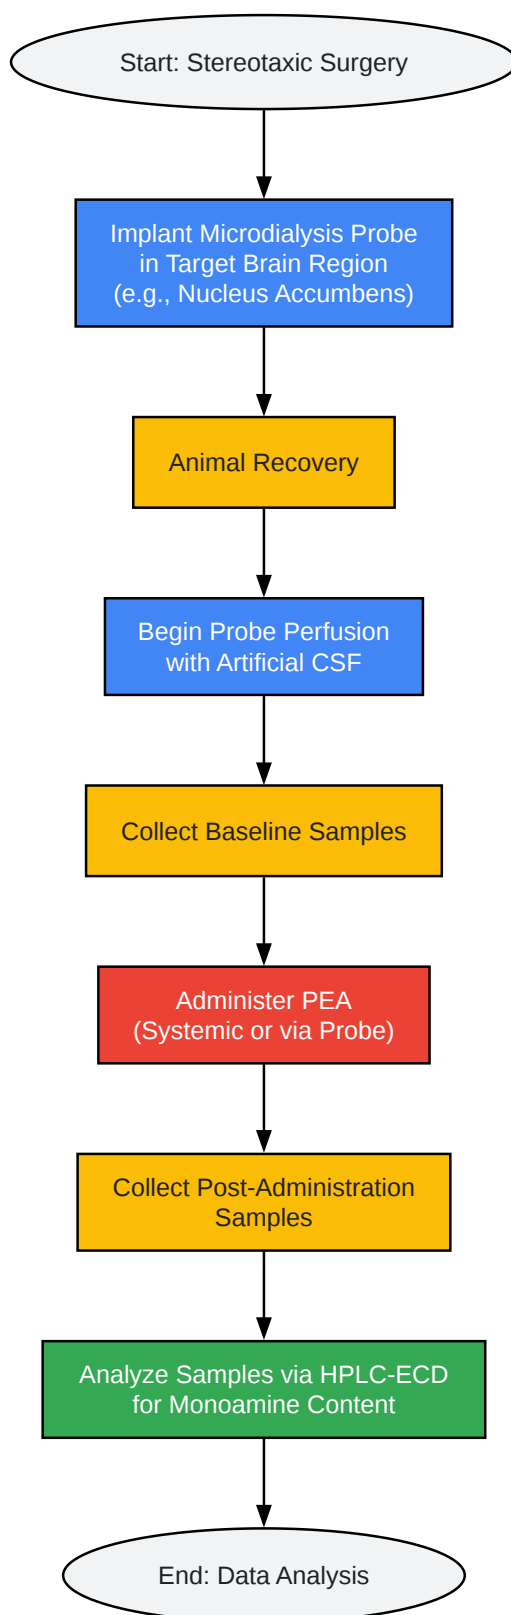 Start: Stereotaxic Surgery
Implant Microdialysis Probe
in Target Brain Region
(e.g., Nucleus Accumbens)
Animal Recovery
Begin Probe Perfusion
with Artificial CSF
Collect Baseline Samples
Administer PEA
(Systemic or via Probe)
Collect Post-Administration
Samples
Analyze Samples via HPLC-ECD
for Monoamine Content
End: Data Analysis